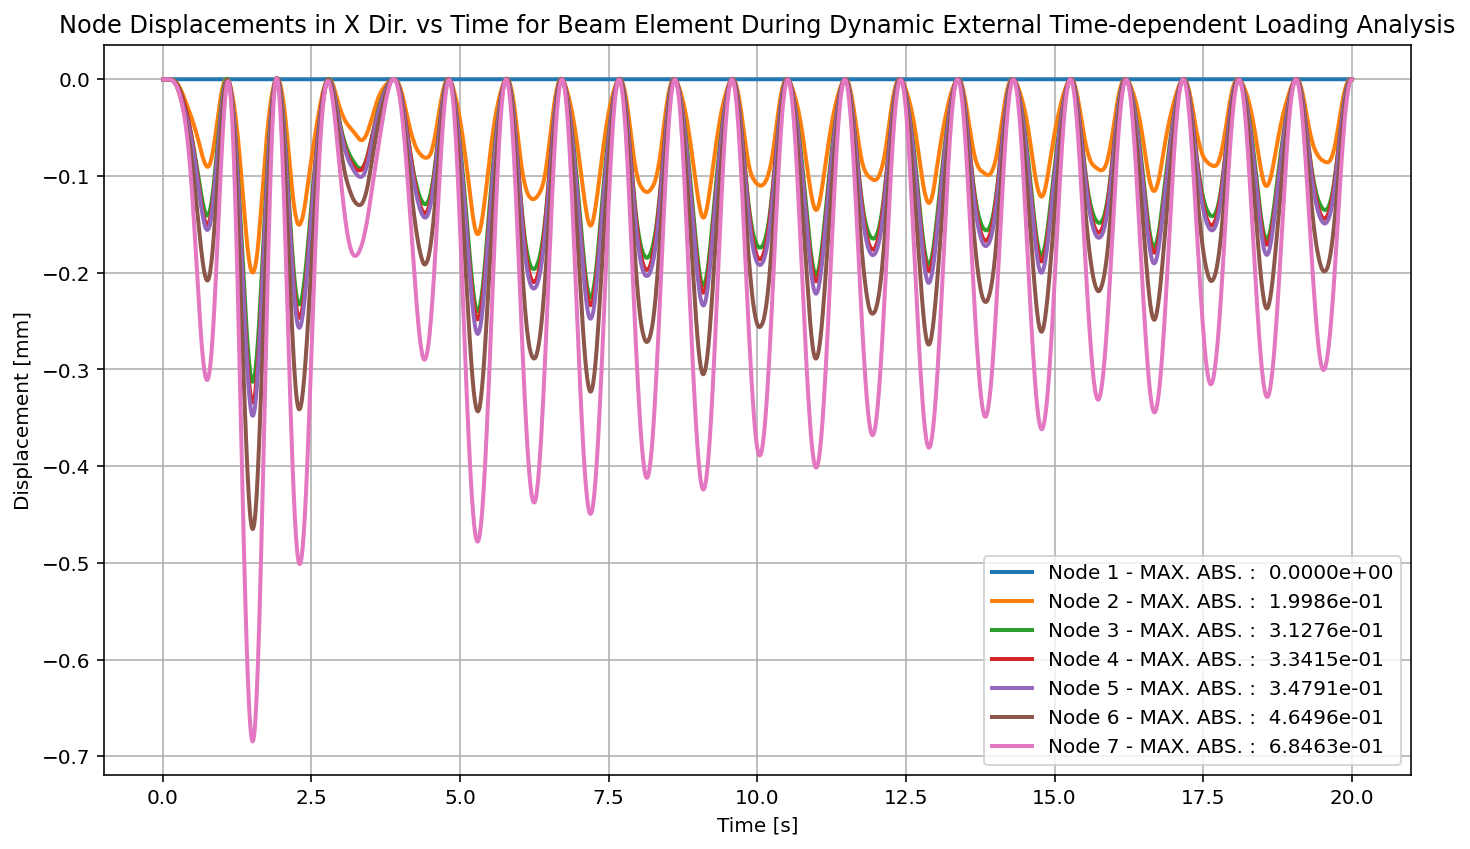 Node Displacements in X Dir. vs Time for Beam Element During Dynamic External Time-dependent Loading Analysis
0.0
−0.1
−0.2
−0.3
−0.4
−0.5
−0.6
−0.7
Displacement [mm]
Node 1 - MAX. ABS. :  0.0000e+00
Node 2 - MAX. ABS. :  1.9986e-01
Node 3 - MAX. ABS. :  3.1276e-01
Node 4 - MAX. ABS. :  3.3415e-01
Node 5 - MAX. ABS. :  3.4791e-01
Node 6 - MAX. ABS. :  4.6496e-01
Node 7 - MAX. ABS. :  6.8463e-01
0.0 2.5 5.0 7.5 10.0 12.5 15.0 17.5 20.0
Time [s]